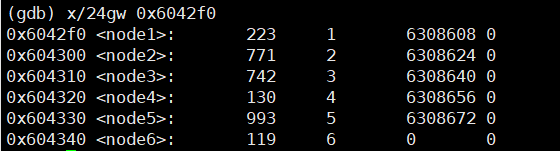 (gdb) x/24gw 0x6042f0
0x6042f0 <node1>: 223 1 6308608 0
0x604300 <node2>: 771 2 6308624 0
0x604310 <node3>: 742 3 6308640 0
0x604320 <node4>: 130 4 6308656 0
0x604330 <node5>: 993 5 6308672 0
0x604340 <node6>: 119 6 0 0